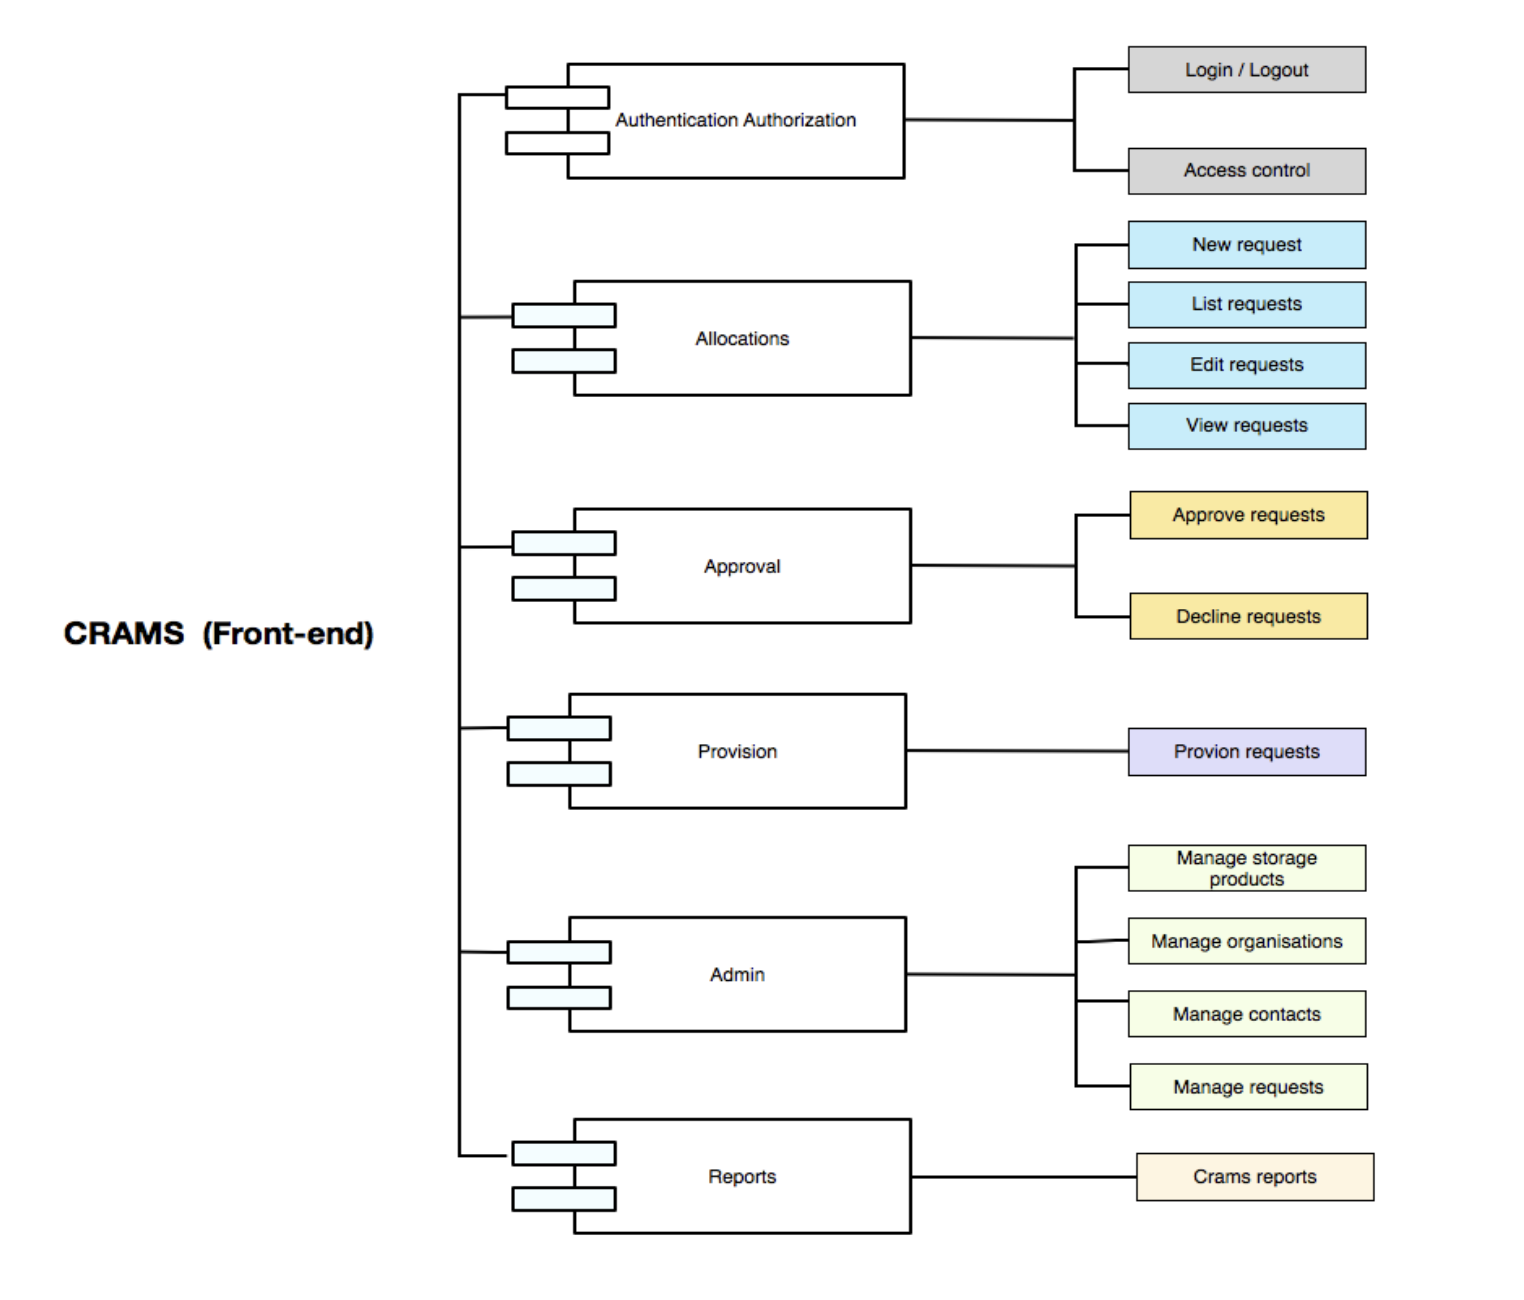 Login / Logout
Authentication Authorization
Access control
New request
List requests
Allocations
Edit requests
View requests
Approve requests
Approval
Decline requests
CRAMS (Front-end)
Provision
Provion requests
Manage storage
products
Manage organisations
Admin
Manage contacts
Manage requests
Reports
Crams reports